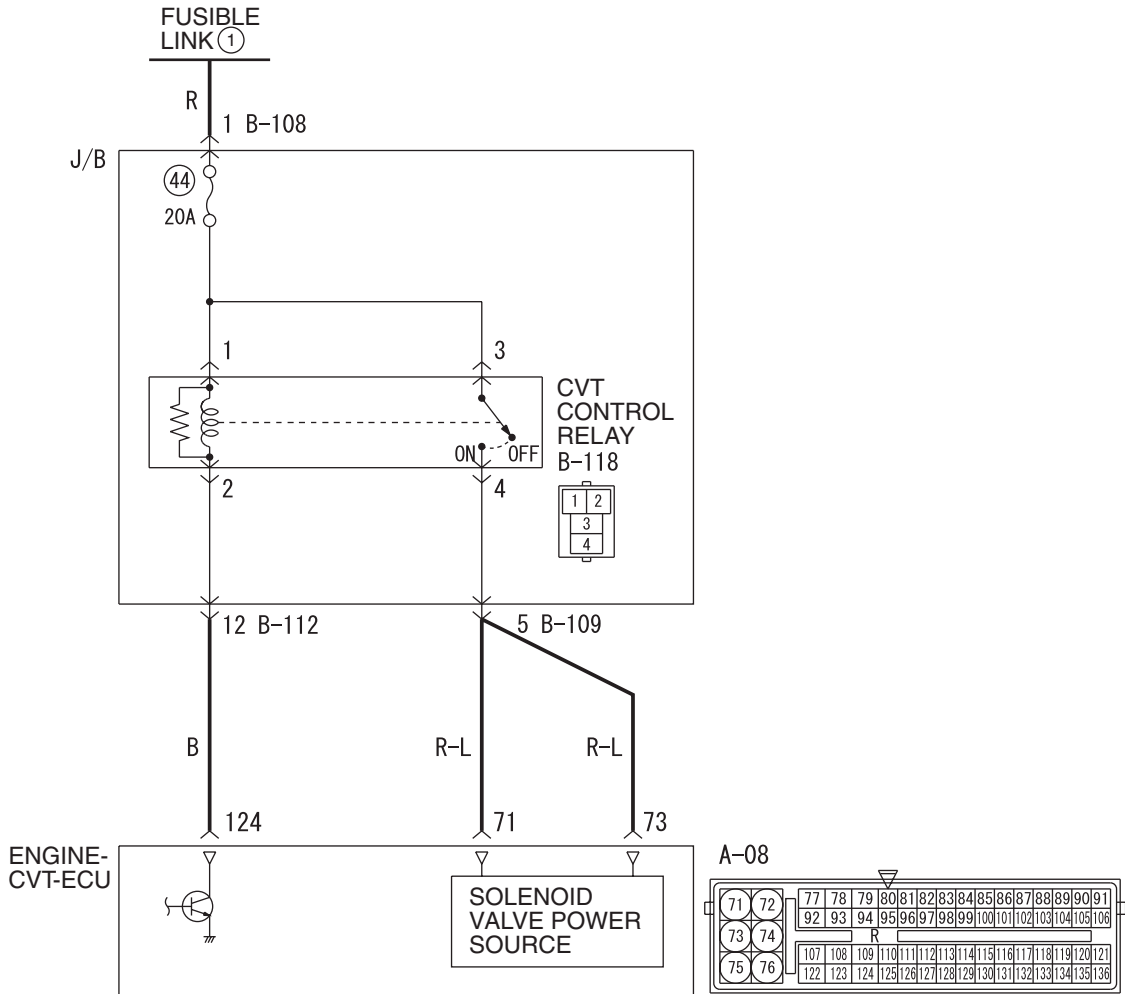 FUSIBLE
LINK ①
R
1 B-108
J/B
㊹
20A
1
3
CVT
CONTROL
RELAY
B-118
ON OFF
2
4
1 2
3
4
12 B-112
5 B-109
B
R-L
R-L
124
71
73
ENGINE-
CVT-ECU
SOLENOID
VALVE POWER
SOURCE
A-08
71 72 77 78 79 80 81 82 83 84 85 86 87 88 89 90 91
92 93 94 95 96 97 98 99 100 101 102 103 104 105 106
73 74 R
107 108 109 110 111 112 113 114 115 116 117 118 119 120 121
75 76 122 123 124 125 126 127 128 129 130 131 132 133 134 135 136